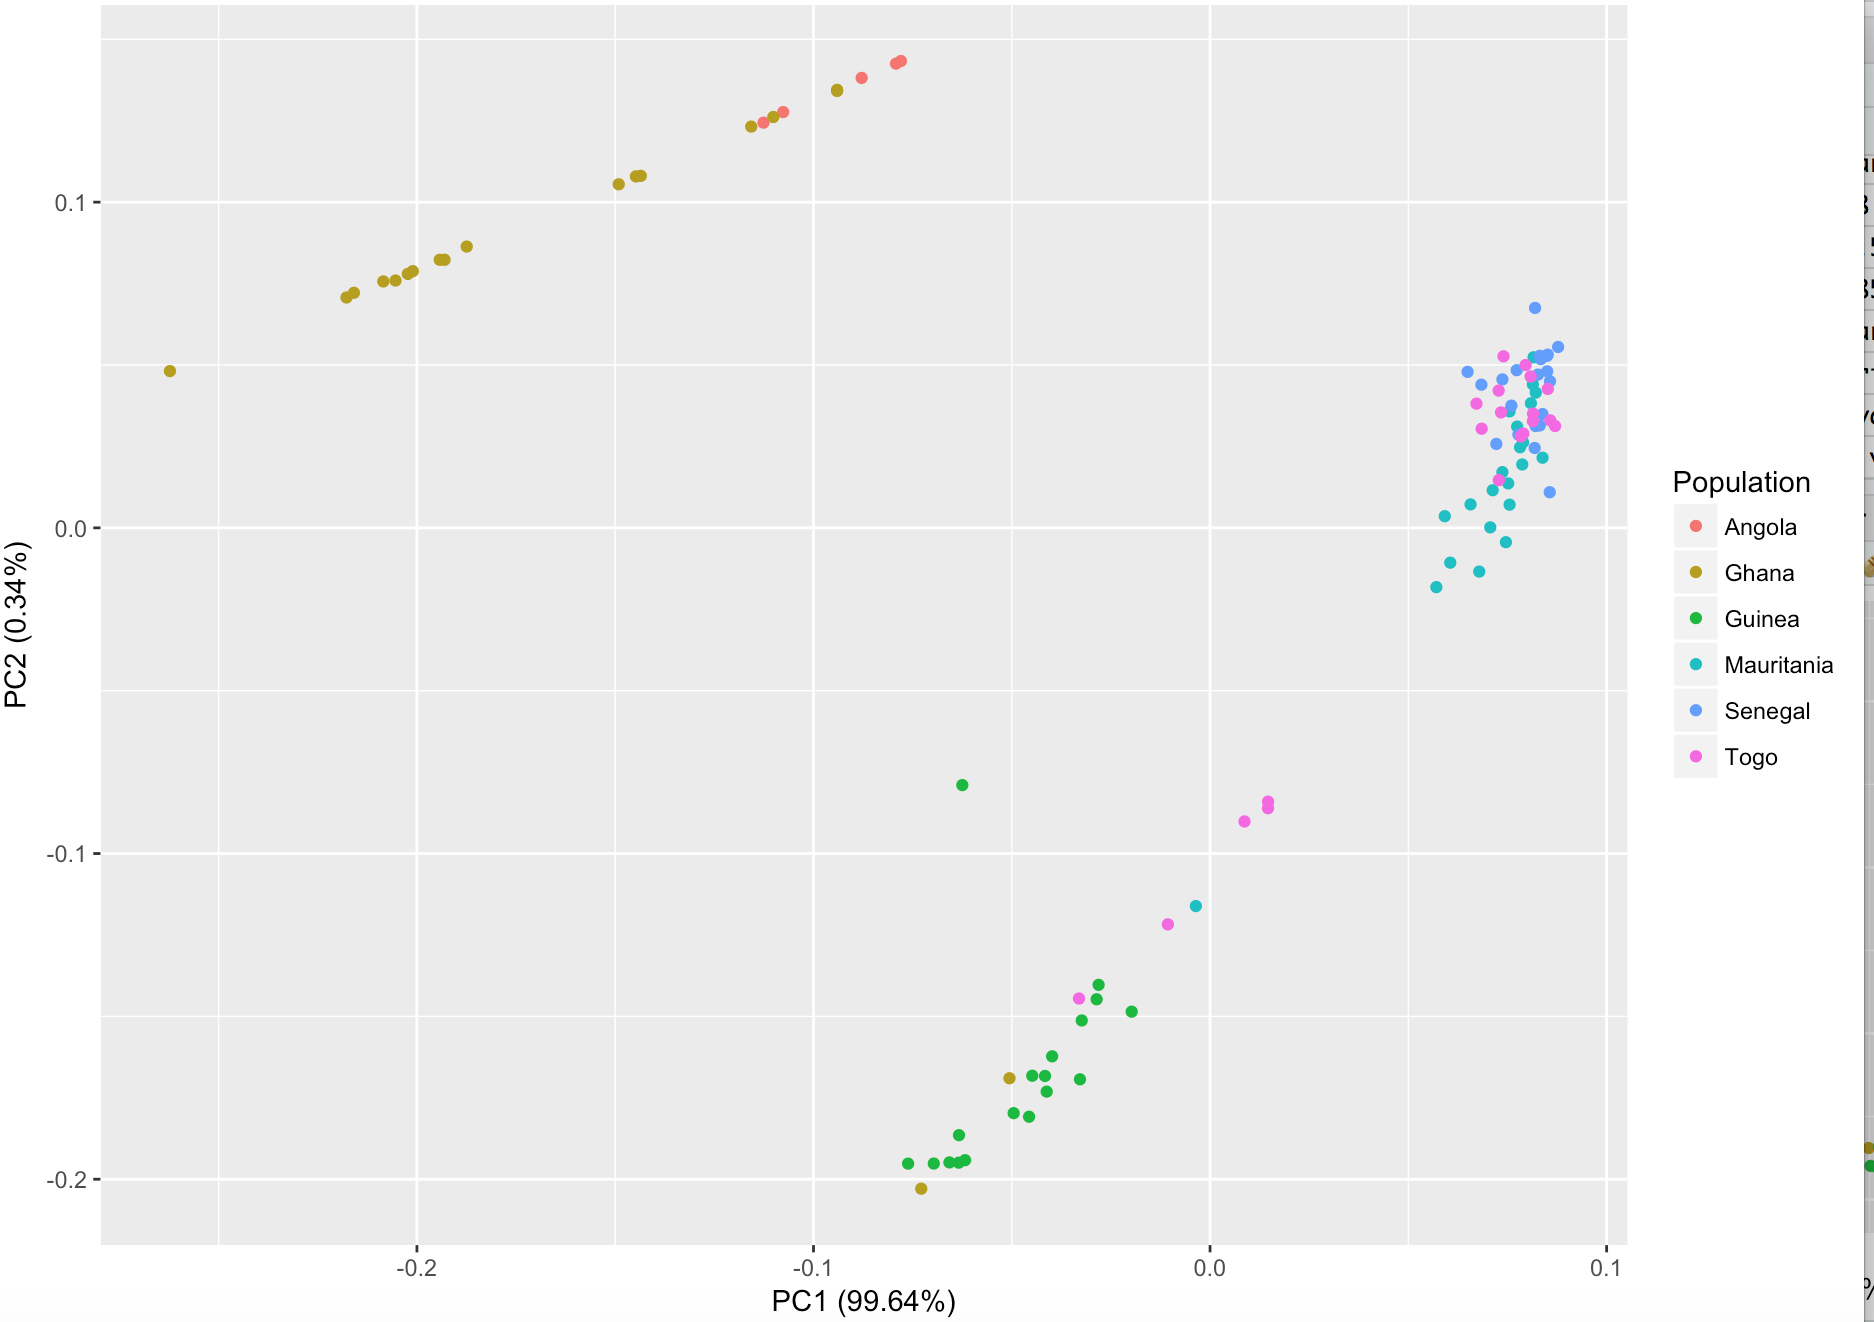 0.1
0.0
-0.1
-0.2
PC2 (0.34%)
-0.2
-0.1
0.0
0.1
PC1 (99.64%)
Population
Angola
Ghana
Guinea
Mauritania
Senegal
Togo